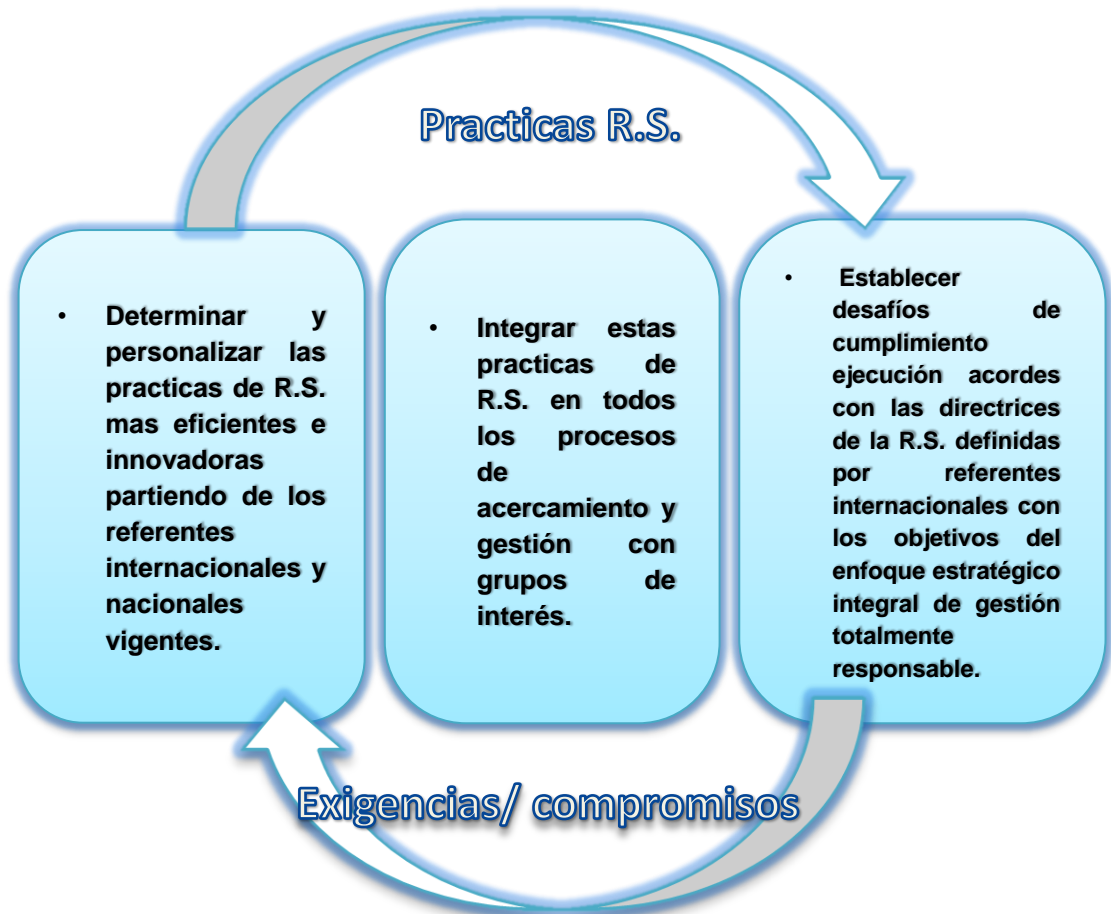 Practicas R.S.
• Determinar y
personalizar las
practicas de R.S.
mas eficientes e
innovadoras
partiendo de los
referentes
internacionales y
nacionales
vigentes.
• Integrar estas
practicas de
R.S. en todos
los procesos
de
acercamiento y
gestión con
grupos de
interés.
• Establecer
desafíos de
cumplimiento
ejecución acordes
con las directrices
de la R.S. definidas
por referentes
internacionales con
los objetivos del
enfoque estratégico
integral de gestión
totalmente
responsable.
Exigencias/ compromisos